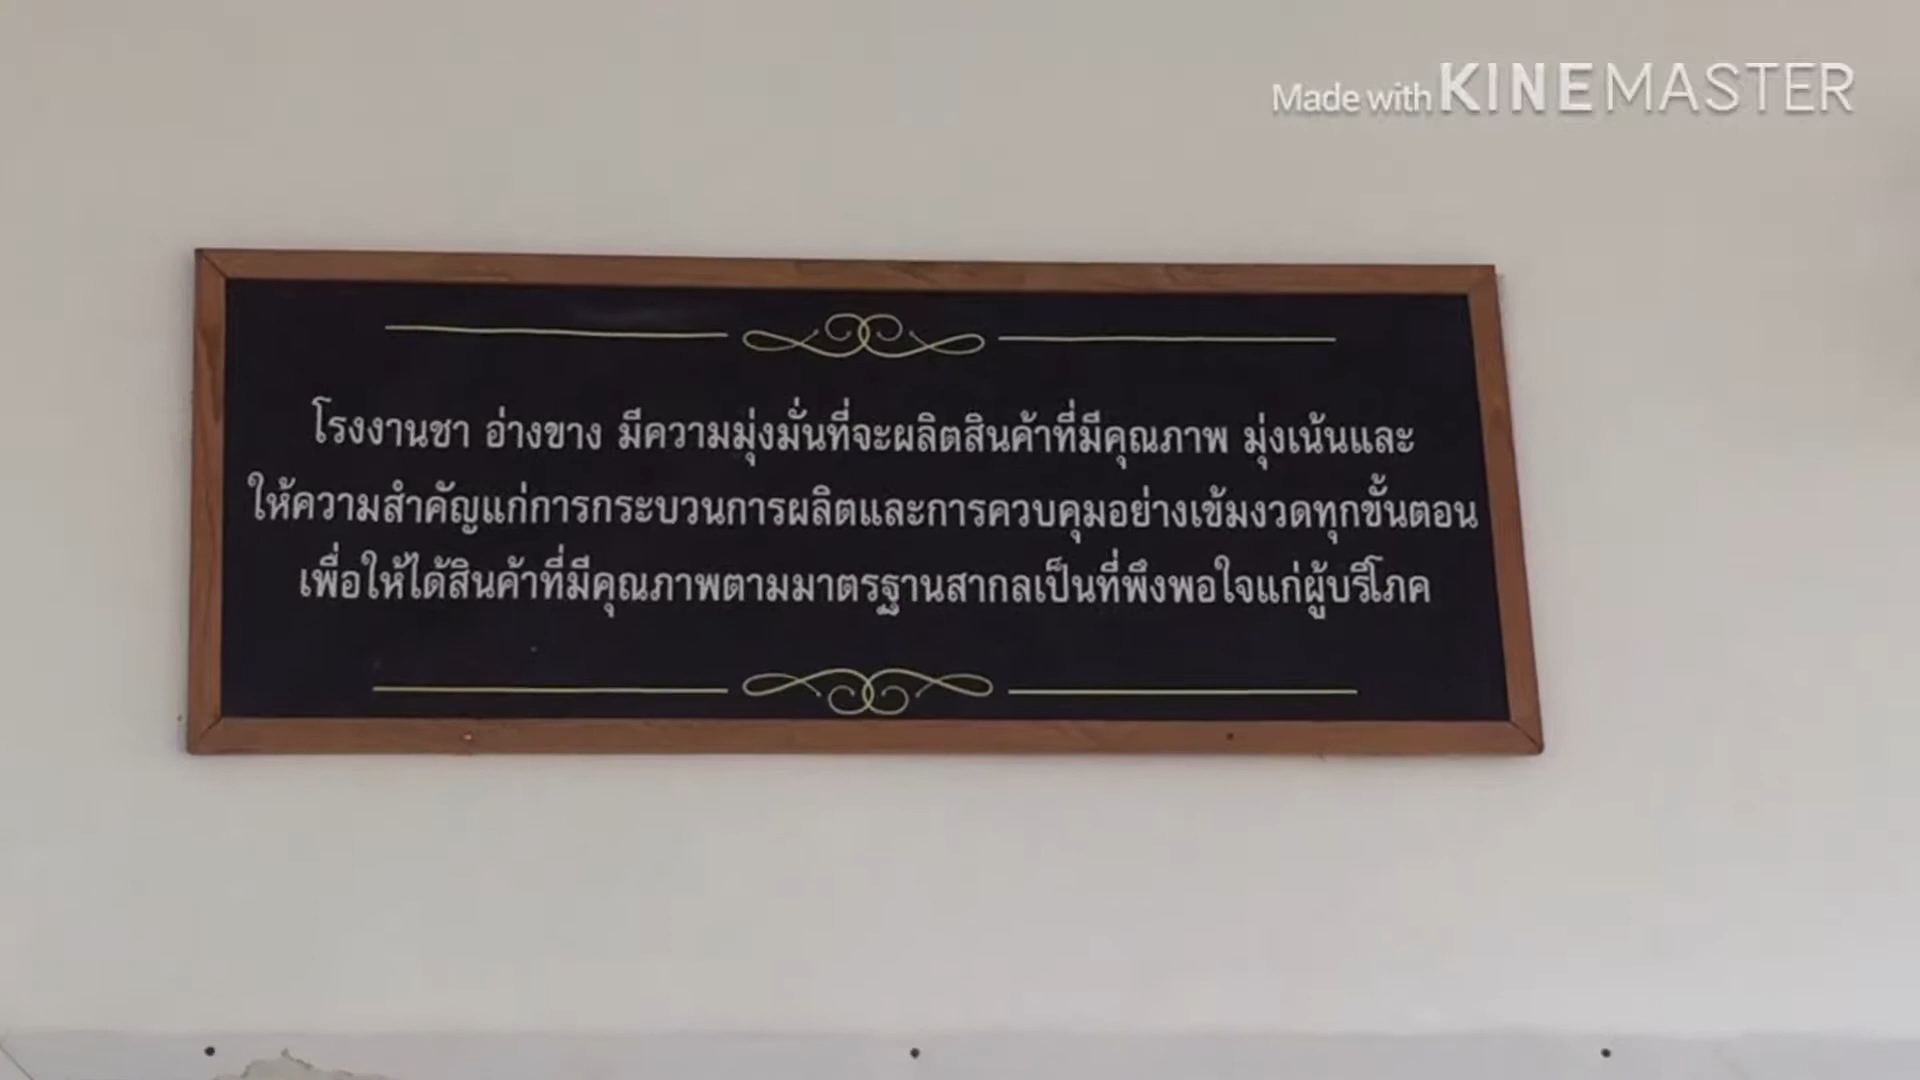 Made with KINEMASTER
โรงงานชา อ่างขาง มีความมุ่งมั่นที่จะผลิตสินค้าที่มีคุณภาพ มุ่งเน้นและ
ให้ความสำคัญแก่การกระบวนการผลิตและการควบคุมอย่างเข้มงวดทุกขั้นตอน
เพื่อให้ได้สินค้าที่มีคุณภาพตามมาตรฐานสากลเป็นที่พึงพอใจแก่ผู้บริโภค